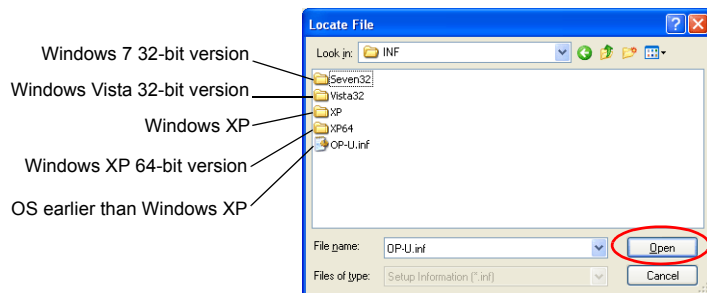 Locate File
Look in: INF
Windows 7 32-bit version
Seven32
Windows Vista 32-bit version
Vista32
Windows XP
XP
Windows XP 64-bit version
XP64
OS earlier than Windows XP
OP-U.inf
File name: OP-U.inf Open
Files of type: Setup Information (*.inf) Cancel